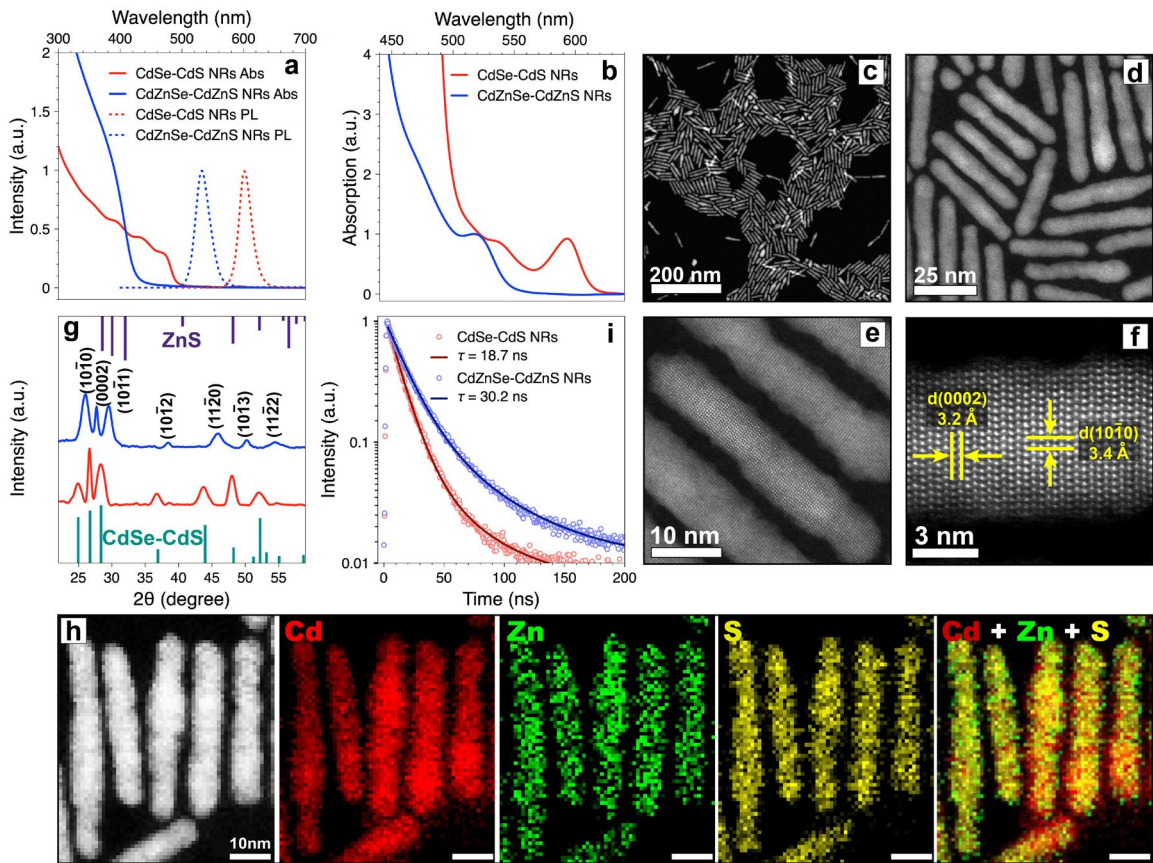 Wavelength (nm)
300 400 500 600 700
a
2
1.5
1
0.5
0
Intensity (a.u.)
CdSe-CdS NRs Abs
CdZnSe-CdZnS NRs Abs
CdSe-CdS NRs PL
CdZnSe-CdZnS NRs PL
Wavelength (nm)
450 500 550 600
b
4
3
2
1
0
Absorption (a.u.)
CdSe-CdS NRs
CdZnSe-CdZnS NRs
c
200 nm
d
25 nm
g
ZnS
(101̄0)
(0002)
(101̄1)
(101̄2)
(112̄0)
(101̄3)
(112̄2)
CdSe-CdS
Intensity (a.u.)
25 30 35 40 45 50 55
2θ (degree)
i
1
0.1
0.01
Intensity (a.u.)
CdSe-CdS NRs
τ = 18.7 ns
CdZnSe-CdZnS NRs
τ = 30.2 ns
0 50 100 150 200
Time (ns)
e
10 nm
f
d(0002)
3.2 Å
d(101̄0)
3.4 Å
3 nm
h
10nm
Cd
Zn
S
Cd + Zn + S